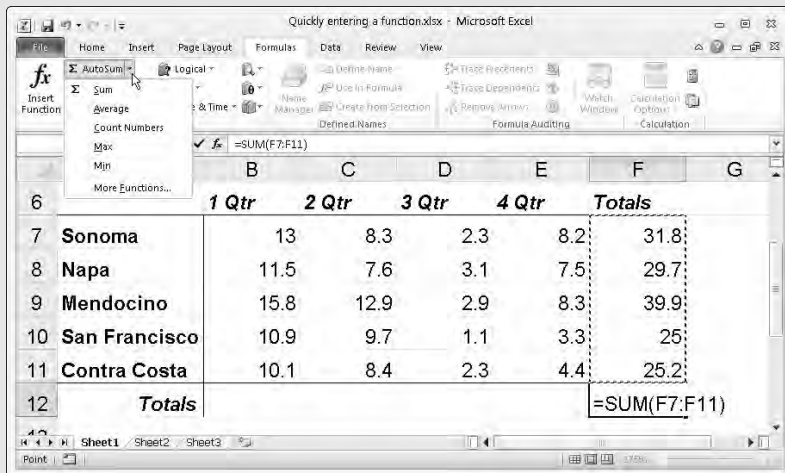 Quickly entering a function.xlsx - Microsoft Excel
File Home Insert Page Layout Formulas Data Review View
Σ AutoSum
Logical
Define Name
Trace Precedents
fx
Insert Function
Use in Formula
Trace Dependents
& Time
Name Manager
Create from Selection
Remove Arrows
Watch Window
Calculation Options
Defined Names
Formula Auditing
Calculation
Σ Sum
Average
Count Numbers
Max
Min
More Functions...
fx =SUM(F7:F11)
B C D E F G
6 1 Qtr 2 Qtr 3 Qtr 4 Qtr Totals
7 Sonoma 13 8.3 2.3 8.2 31.8
8 Napa 11.5 7.6 3.1 7.5 29.7
9 Mendocino 15.8 12.9 2.9 8.3 39.9
10 San Francisco 10.9 9.7 1.1 3.3 25
11 Contra Costa 10.1 8.4 2.3 4.4 25.2
12 Totals =SUM(F7:F11)
Sheet1 Sheet2 Sheet3
Point